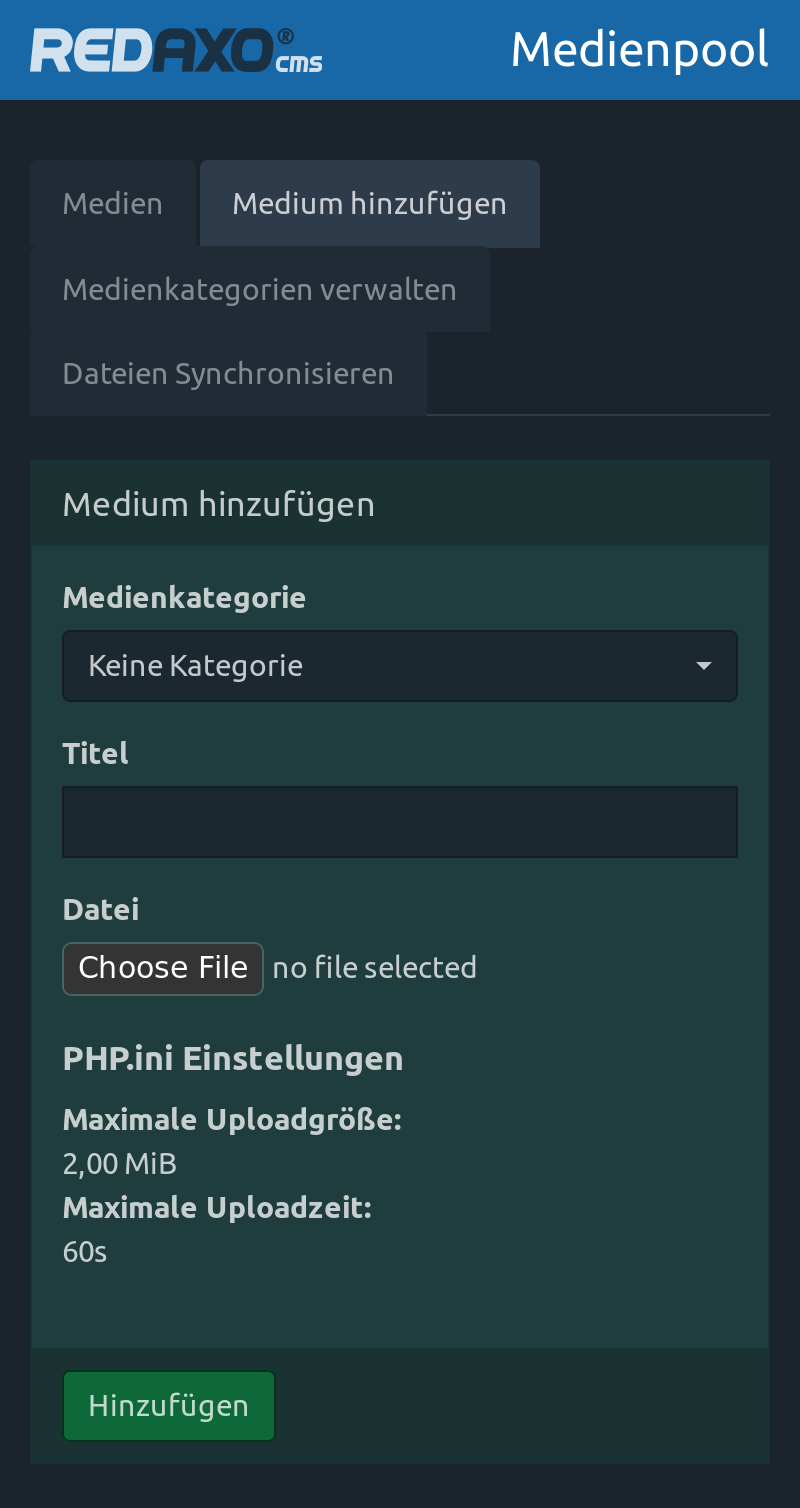 REDAXO® cms
Medienpool
Medien
Medium hinzufügen
Medienkategorien verwalten
Dateien Synchronisieren
Medium hinzufügen
Medienkategorie
Keine Kategorie
Titel
Datei
Choose File no file selected
PHP.ini Einstellungen
Maximale Uploadgröße:
2,00 MiB
Maximale Uploadzeit:
60s
Hinzufügen